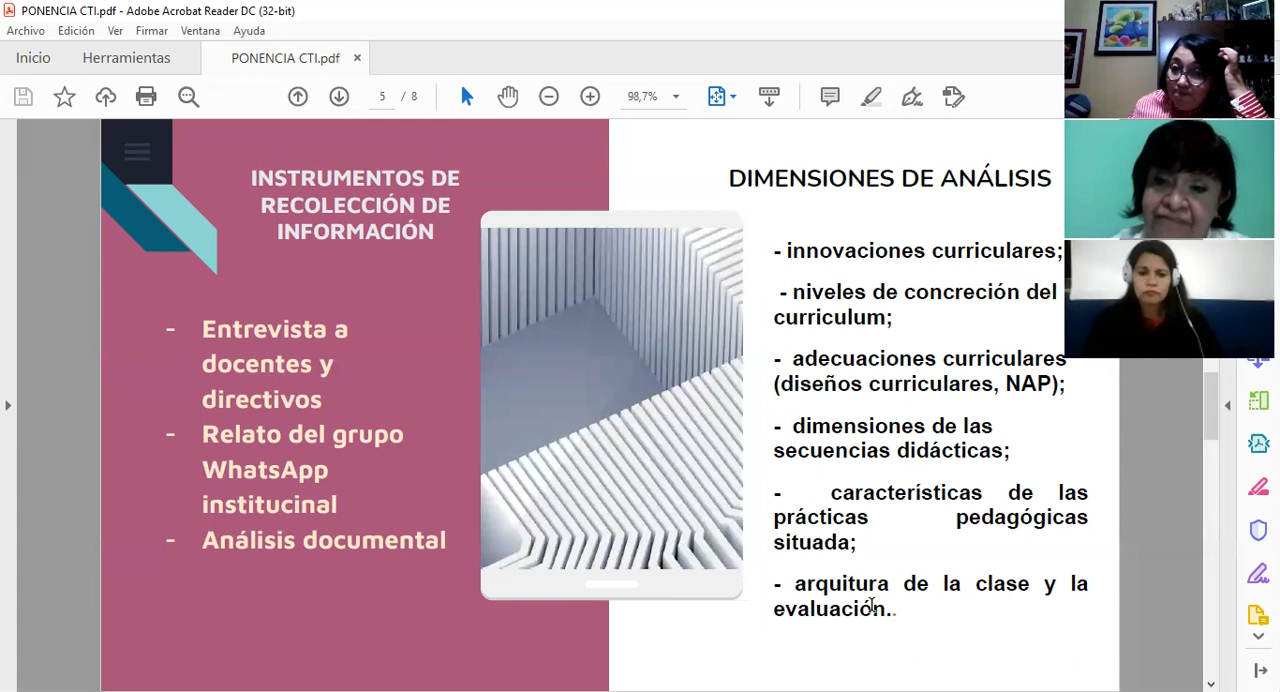 PONENCIA CTI.pdf - Adobe Acrobat Reader DC (32-bit)
Archivo Edición Ver Firmar Ventana Ayuda
Inicio Herramientas PONENCIA CTI.pdf ×
5 / 8 98,7%
INSTRUMENTOS DE
RECOLECCIÓN DE
INFORMACIÓN
- Entrevista a
docentes y
directivos
- Relato del grupo
WhatsApp
institucinal
- Análisis documental
DIMENSIONES DE ANÁLISIS
- innovaciones curriculares;
- niveles de concreción del
curriculum;
- adecuaciones curriculares
(diseños curriculares, NAP);
- dimensiones de las
secuencias didácticas;
- características de las
prácticas pedagógicas
situada;
- arquitura de la clase y la
evaluación..